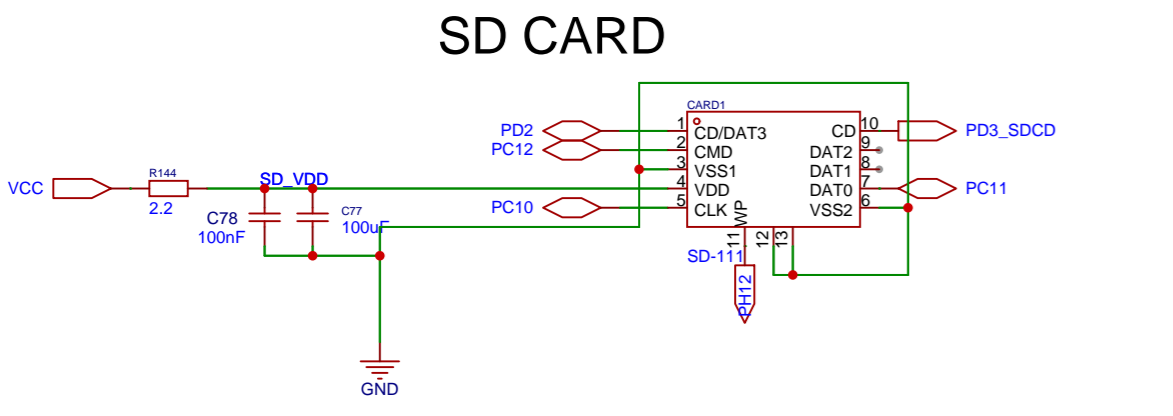 SD CARD
CARD1
PD2
1
CD/DAT3
CD
10
PD3_SDCD
PC12
2
CMD
DAT2
9
3
VSS1
DAT1
8
VCC
R144
2.2
SD_VDD
4
VDD
DAT0
7
PC11
PC10
5
CLK
VSS2
6
C78
100nF
C77
100uF
WP
11
12
13
SD-111
PH12
GND